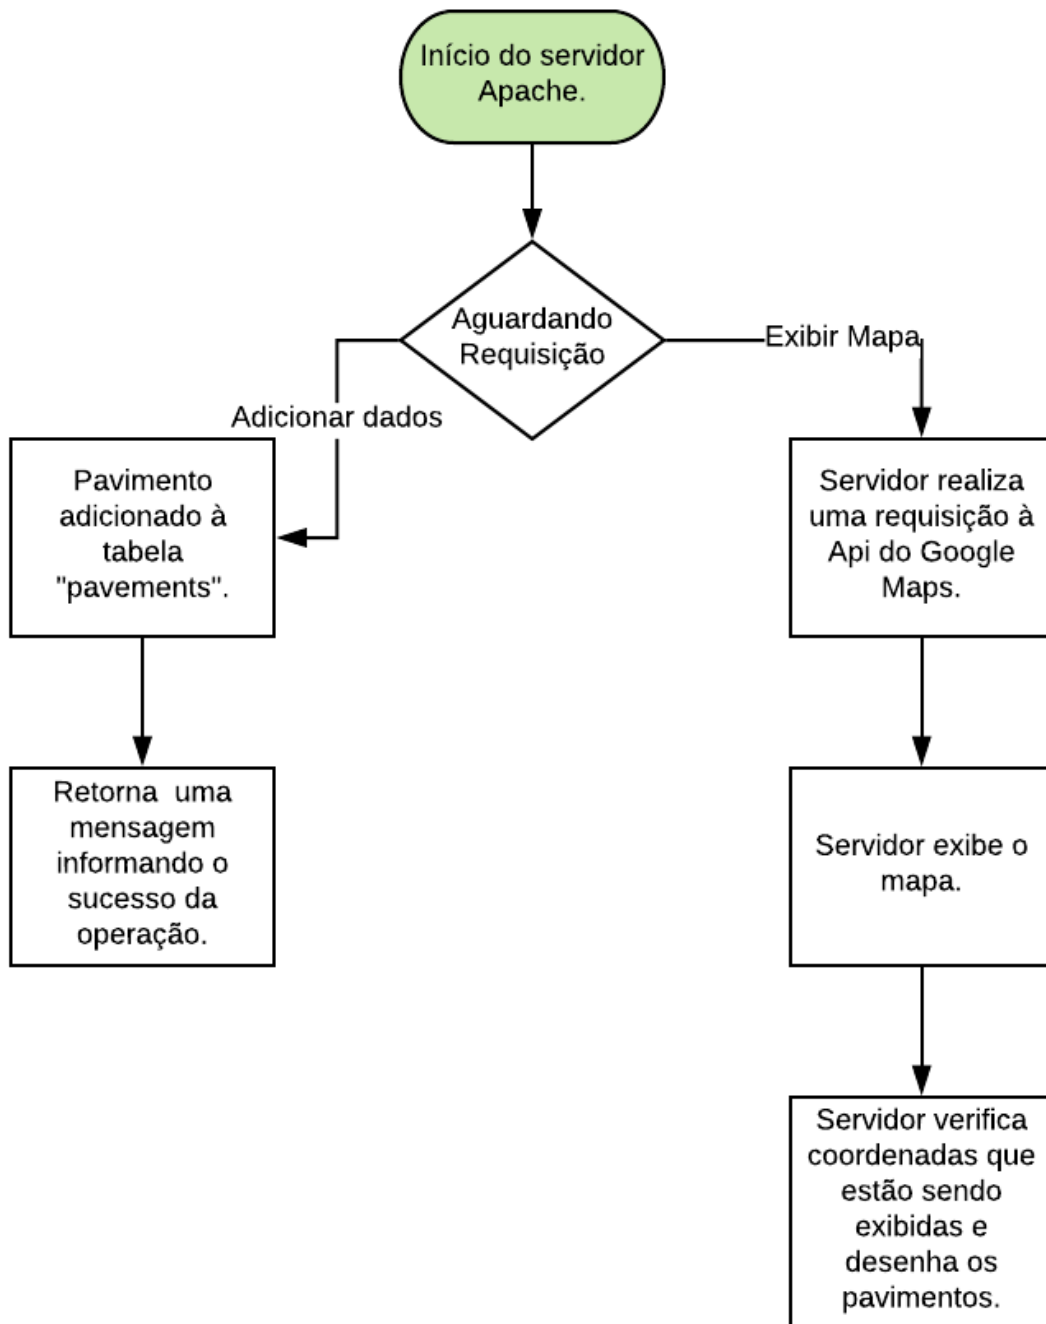 Início do servidor
Apache.
Aguardando
Requisição
Exibir Mapa
Adicionar dados
Pavimento
adicionado à
tabela
"pavements".
Servidor realiza
uma requisição à
Api do Google
Maps.
Retorna  uma
mensagem
informando o
sucesso da
operação.
Servidor exibe o
mapa.
Servidor verifica
coordenadas que
estão sendo
exibidas e
desenha os
pavimentos.